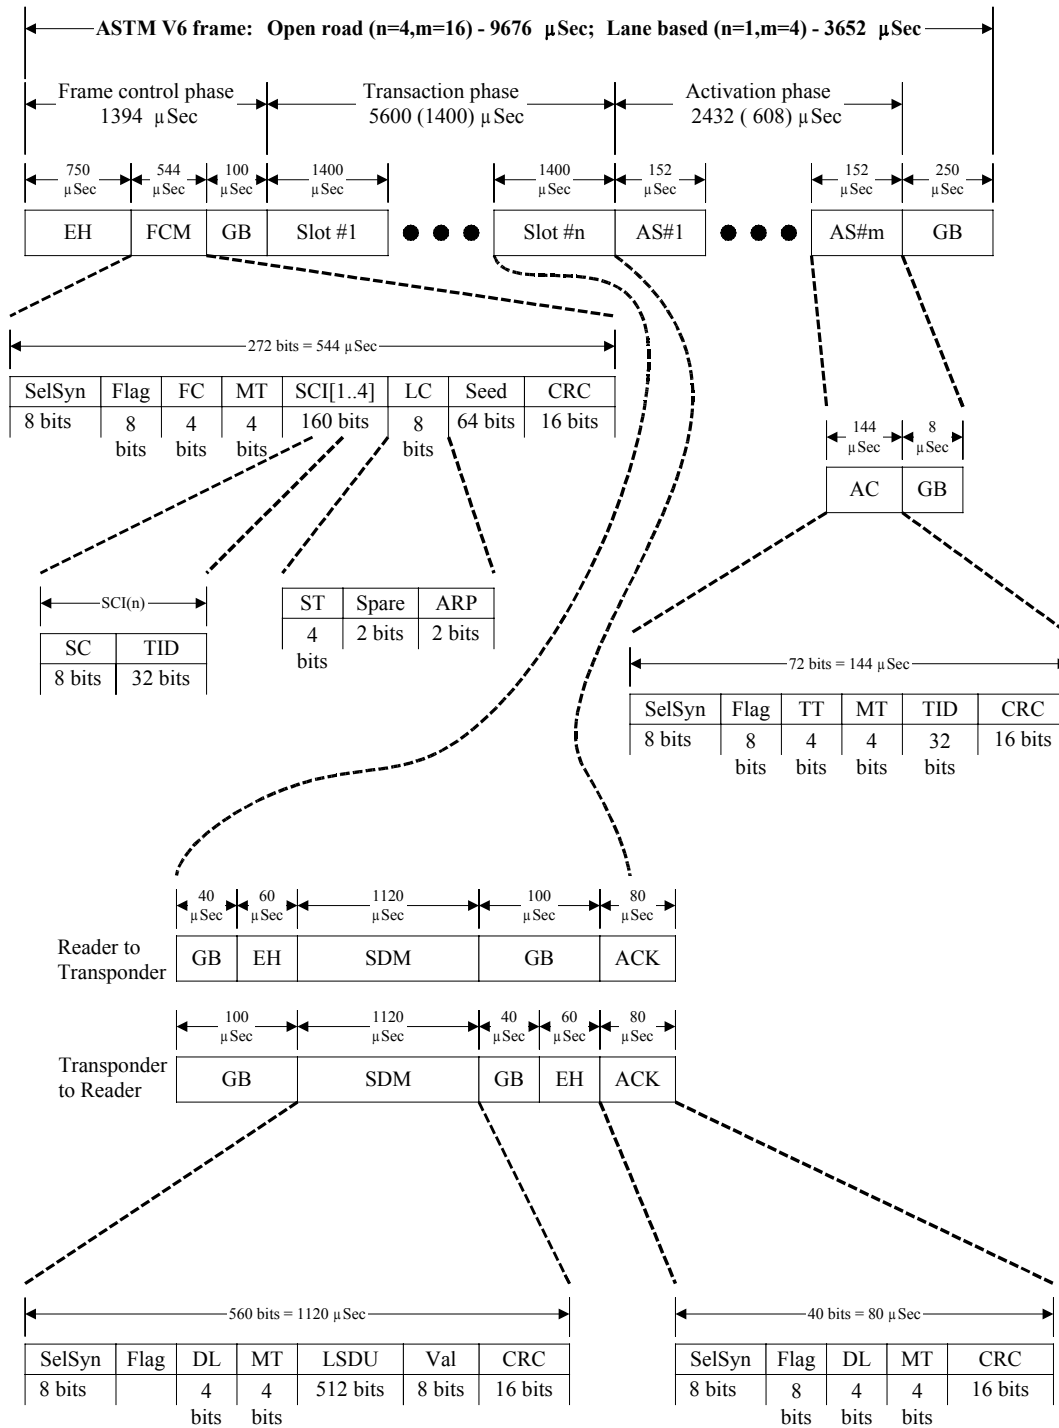 ASTM V6 frame: Open road (n=4,m=16) - 9676 µSec; Lane based (n=1,m=4) - 3652 µSec
Frame control phase Transaction phase Activation phase
1394 µSec 5600 (1400) µSec 2432 ( 608) µSec
750 544 100 1400 1400 152 152 250
µSec µSec µSec µSec µSec µSec µSec µSec
EH FCM GB Slot #1 Slot #n AS#1 AS#m GB
272 bits = 544 µSec
SelSyn Flag FC MT SCI[1..4] LC Seed CRC
8 bits 8 4 4 160 bits 8 64 bits 16 bits
bits bits bits bits
144 8
µSec µSec
AC GB
SCI(n)
SC TID
8 bits 32 bits
ST Spare ARP
4 2 bits 2 bits
bits
72 bits = 144 µSec
SelSyn Flag TT MT TID CRC
8 bits 8 4 4 32 16 bits
bits bits bits bits
40 60 1120 100 80
µSec µSec µSec µSec µSec
Reader to
Transponder
GB EH SDM GB ACK
100 1120 40 60 80
µSec µSec µSec µSec µSec
Transponder
to Reader
GB SDM GB EH ACK
560 bits = 1120 µSec
SelSyn Flag DL MT LSDU Val CRC
8 bits 4 4 512 bits 8 bits 16 bits
bits bits
40 bits = 80 µSec
SelSyn Flag DL MT CRC
8 bits 8 4 4 16 bits
bits bits bits